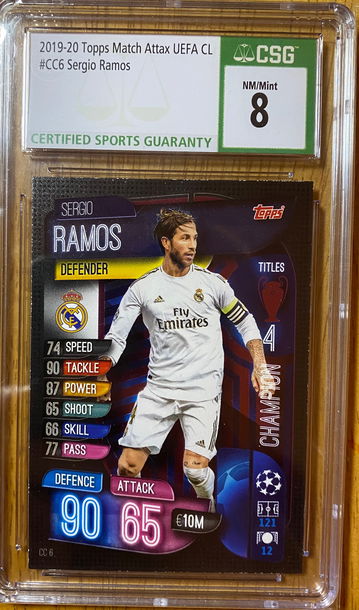 2019-20 Topps Match Attax UEFA CL
#CC6 Sergio Ramos
CERTIFIED SPORTS GUARANTY
CSG
NM/Mint
8
SERGIO
RAMOS
DEFENDER
Topps
TITLES
4
CHAMPION
74 SPEED
90 TACKLE
87 POWER
65 SHOOT
66 SKILL
77 PASS
Fly
Emirates
adidas
DEFENCE
90
ATTACK
65
€10M
121
12
CC 6